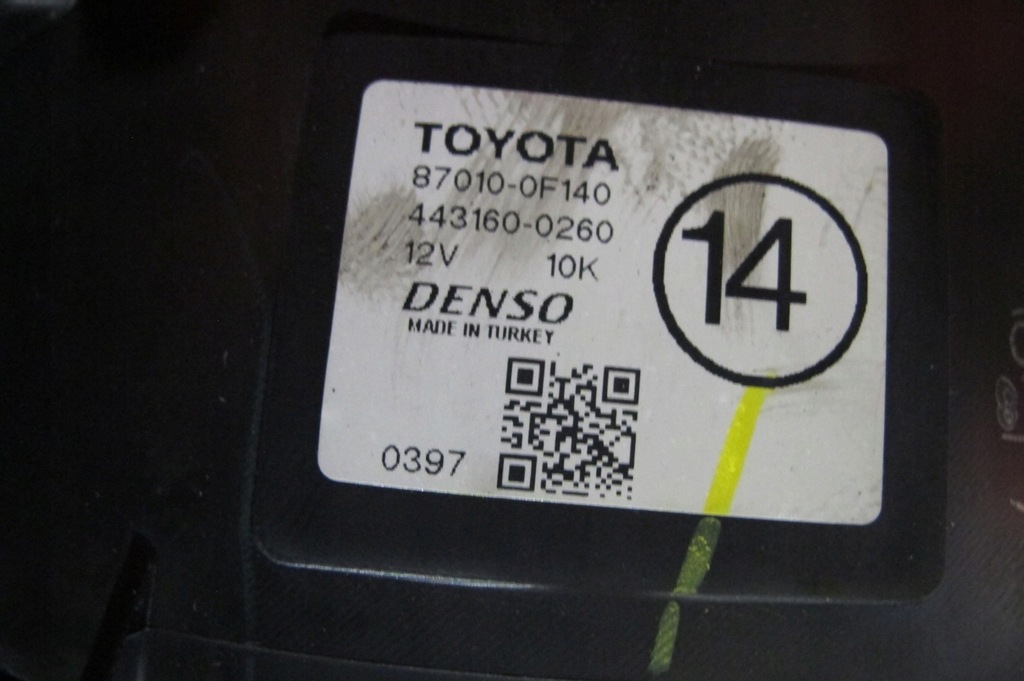 TOYOTA
87010-0F140
443160-0260
12V 10K
DENSO
MADE IN TURKEY
14
0397